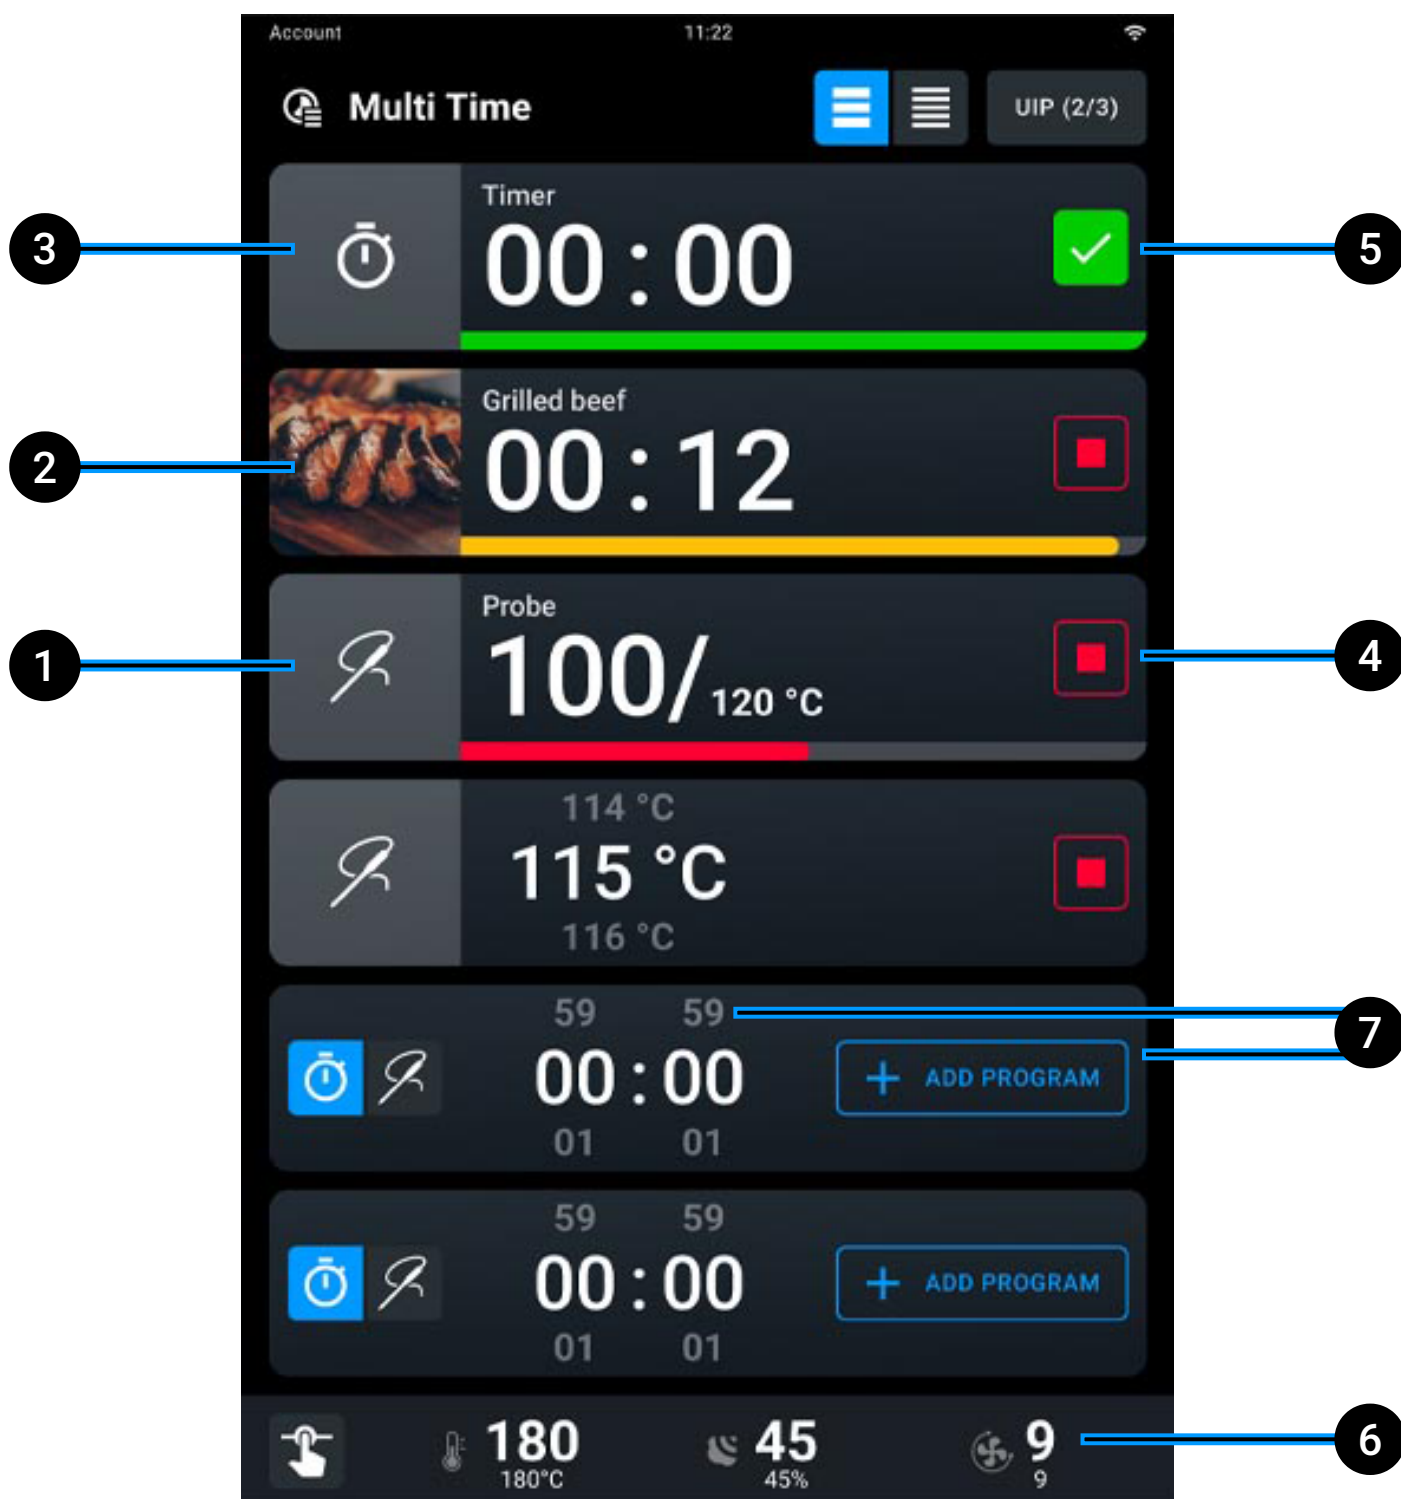 Account 11:22
Multi Time UIP (2/3)
Timer
3 00 : 00 5
Grilled beef
2 00 : 12
Probe
1 100/120 °C 4
114 °C
115 °C
116 °C
59 59
7
00 : 00 + ADD PROGRAM
01 01
59 59
00 : 00 + ADD PROGRAM
01 01
180 45 9 6
180°C 45% 9